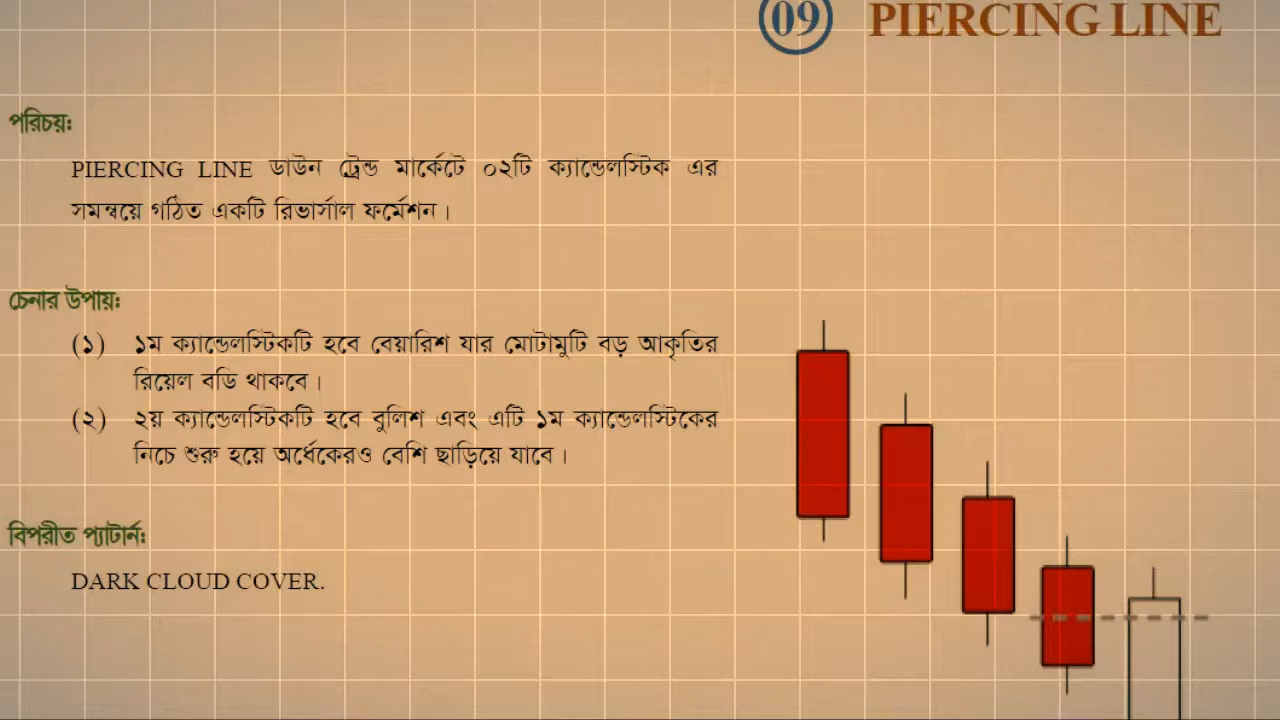 09 PIERCING LINE
পরিচয়ঃ
PIERCING LINE ডাউন ট্রেন্ড মার্কেটে ০২টি ক্যান্ডেলস্টিক এর
সমন্বয়ে গঠিত একটি রিভার্সাল ফর্মেশন।
চেনার উপায়ঃ
(১) ১ম ক্যান্ডেলস্টিকটি হবে বেয়ারিশ যার মোটামুটি বড় আকৃতির
রিয়েল বডি থাকবে।
(২) ২য় ক্যান্ডেলস্টিকটি হবে বুলিশ এবং এটি ১ম ক্যান্ডেলস্টিকের
নিচে শুরু হয়ে অর্ধেকেরও বেশি ছাড়িয়ে যাবে।
বিপরীত প্যাটার্নঃ
DARK CLOUD COVER.